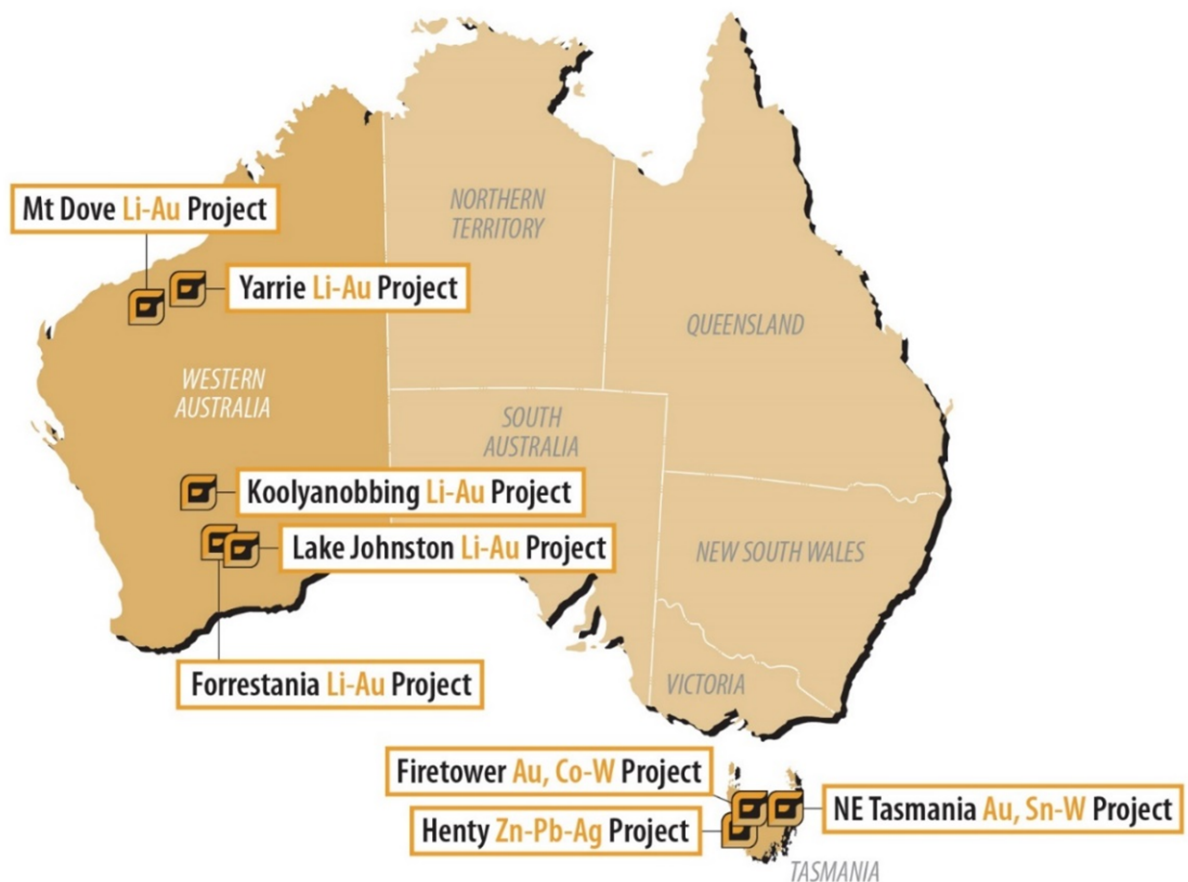 NORTHERN
TERRITORY
Mt Dove Li-Au Project
Yarrie Li-Au Project
QUEENSLAND
WESTERN
AUSTRALIA
SOUTH
AUSTRALIA
Koolyanobbing Li-Au Project
Lake Johnston Li-Au Project
NEW SOUTH WALES
Forrestania Li-Au Project
VICTORIA
Firetower Au, Co-W Project
NE Tasmania Au, Sn-W Project
Henty Zn-Pb-Ag Project
TASMANIA